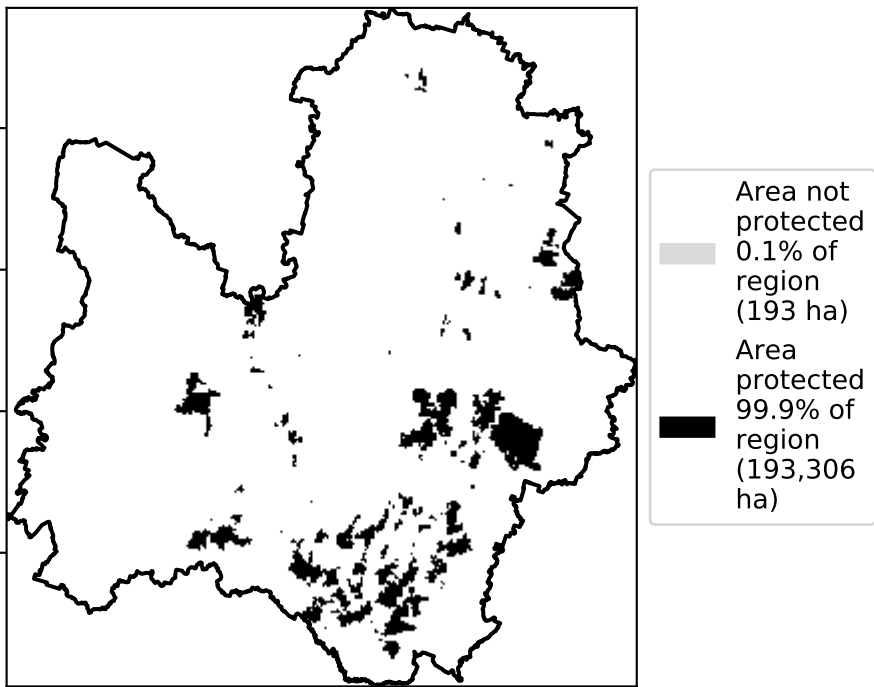 Area not
protected
0.1% of
region
(193 ha)
Area
protected
99.9% of
region
(193,306
ha)